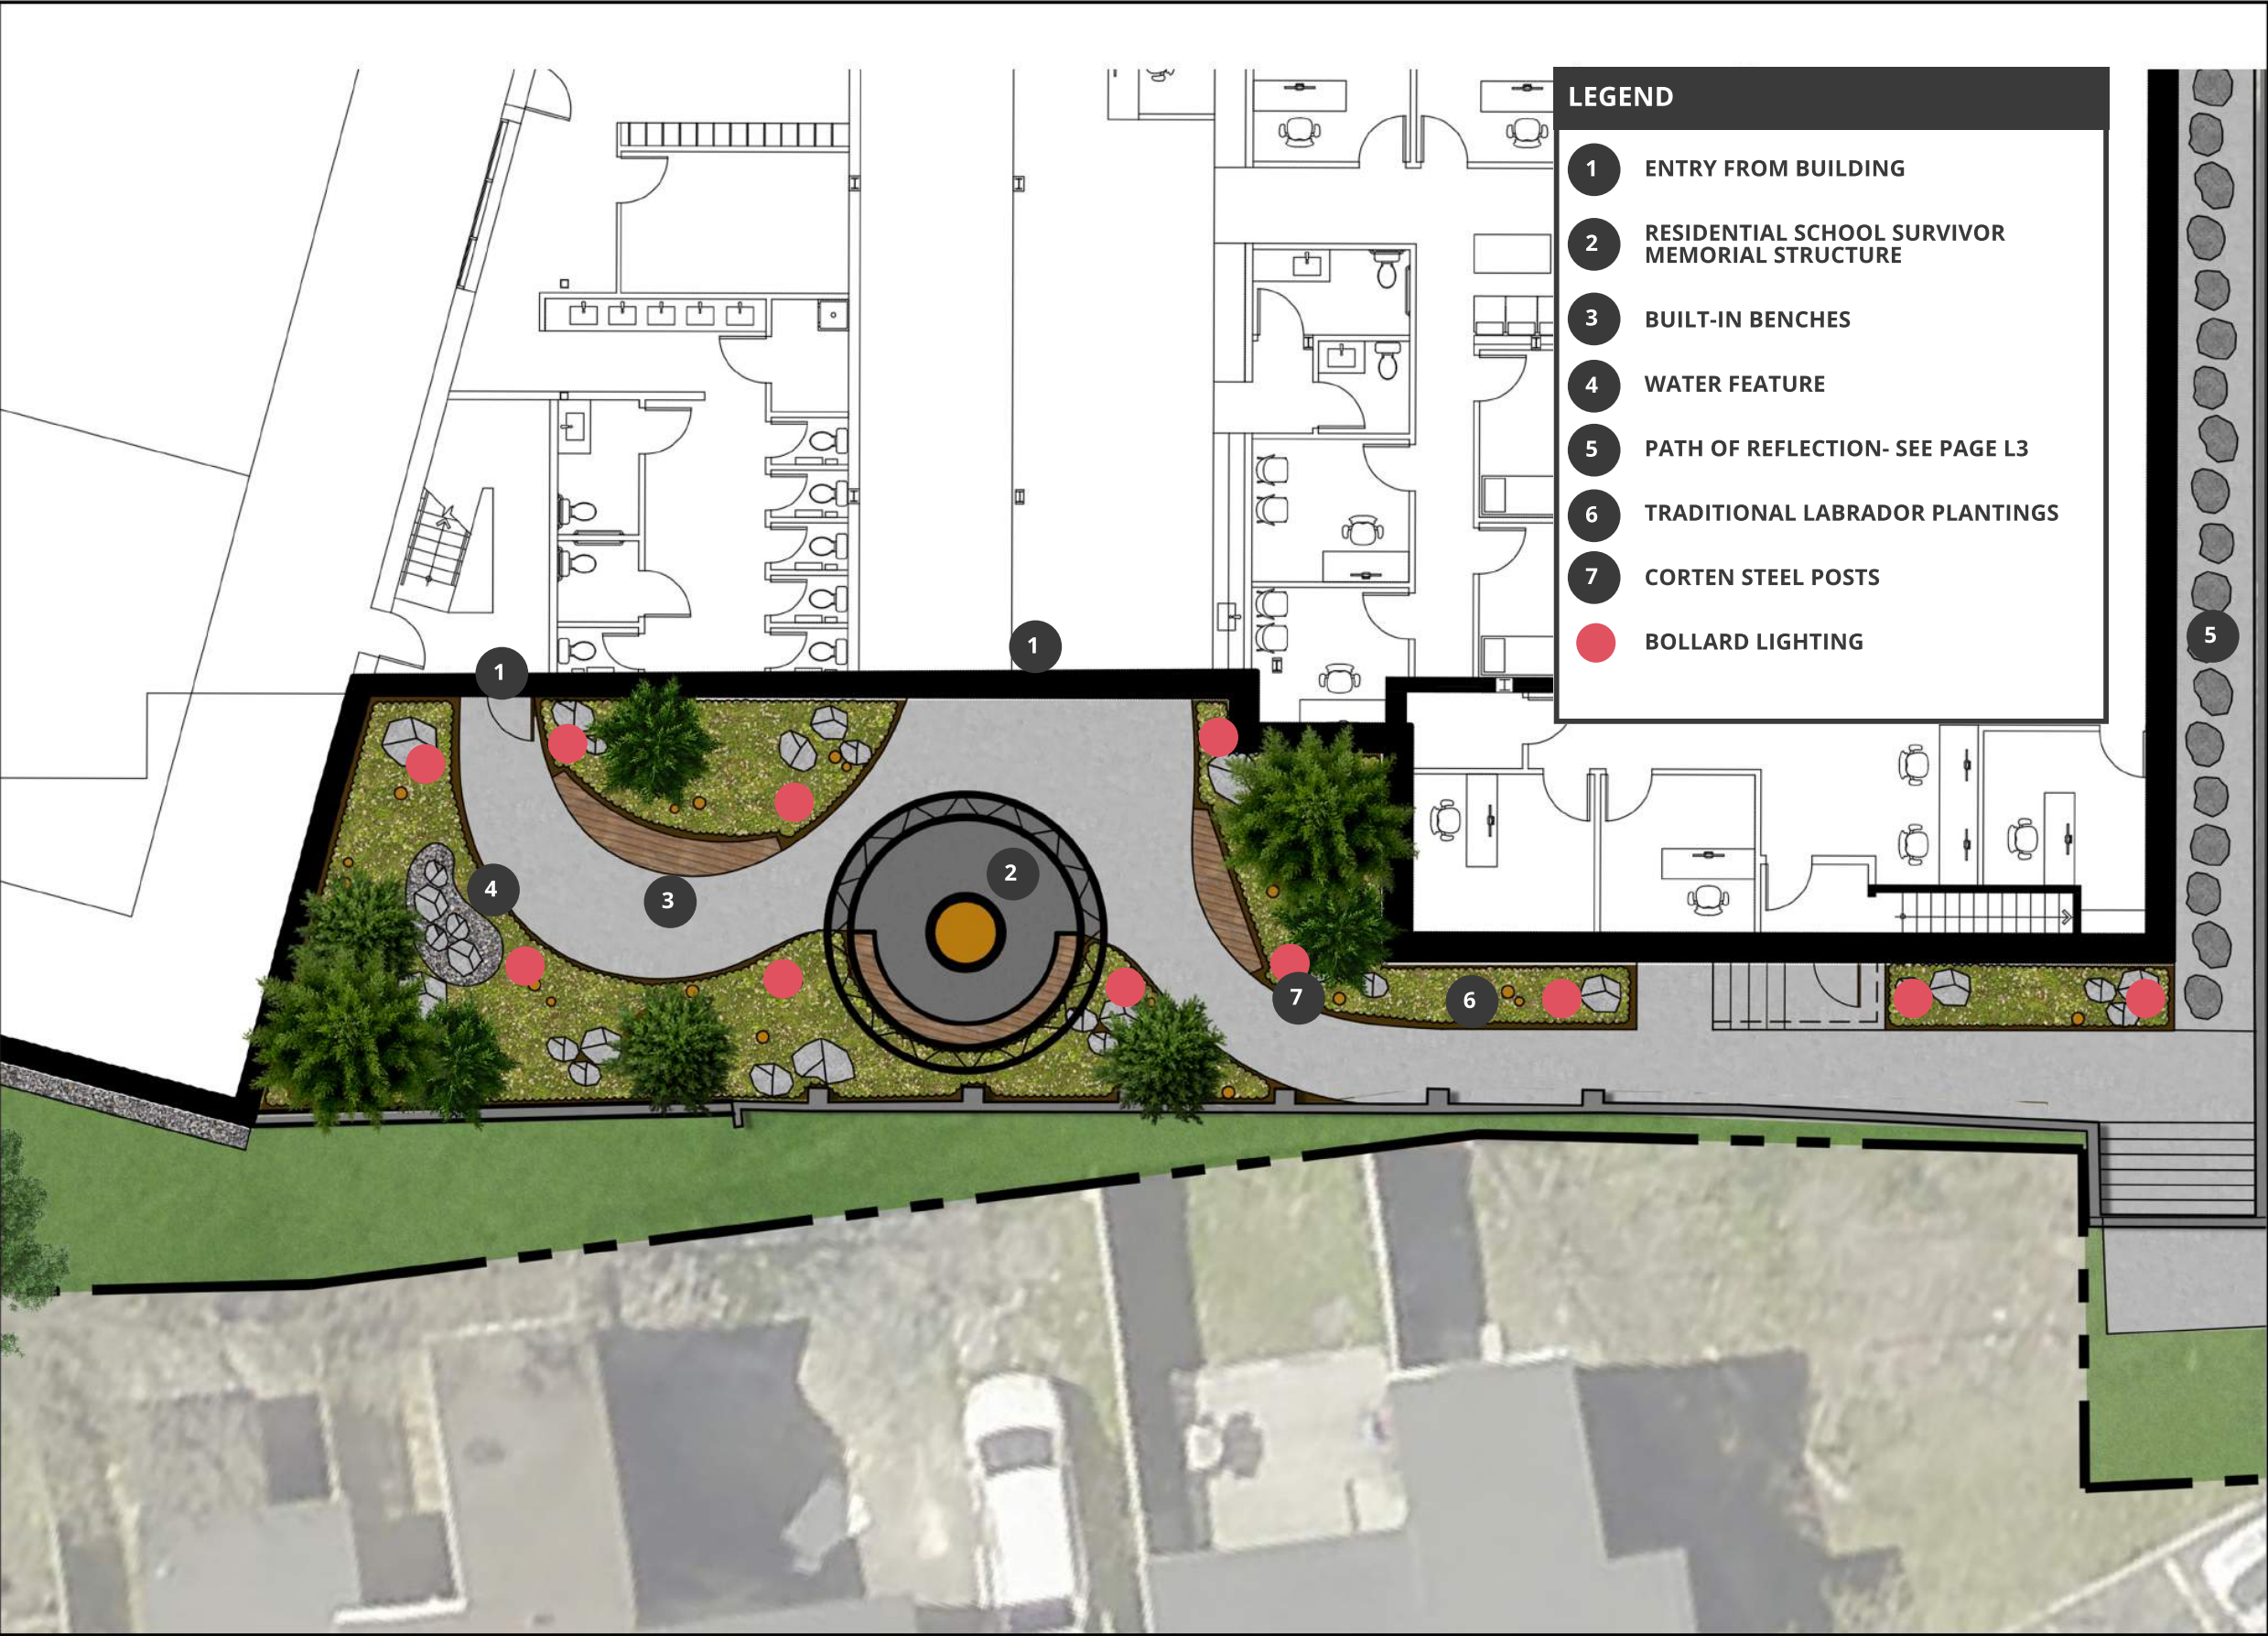 LEGEND
1 ENTRY FROM BUILDING
2 RESIDENTIAL SCHOOL SURVIVOR
MEMORIAL STRUCTURE
3 BUILT-IN BENCHES
4 WATER FEATURE
5 PATH OF REFLECTION- SEE PAGE L3
6 TRADITIONAL LABRADOR PLANTINGS
7 CORTEN STEEL POSTS
BOLLARD LIGHTING
5
1
1
2
4
3
7
6